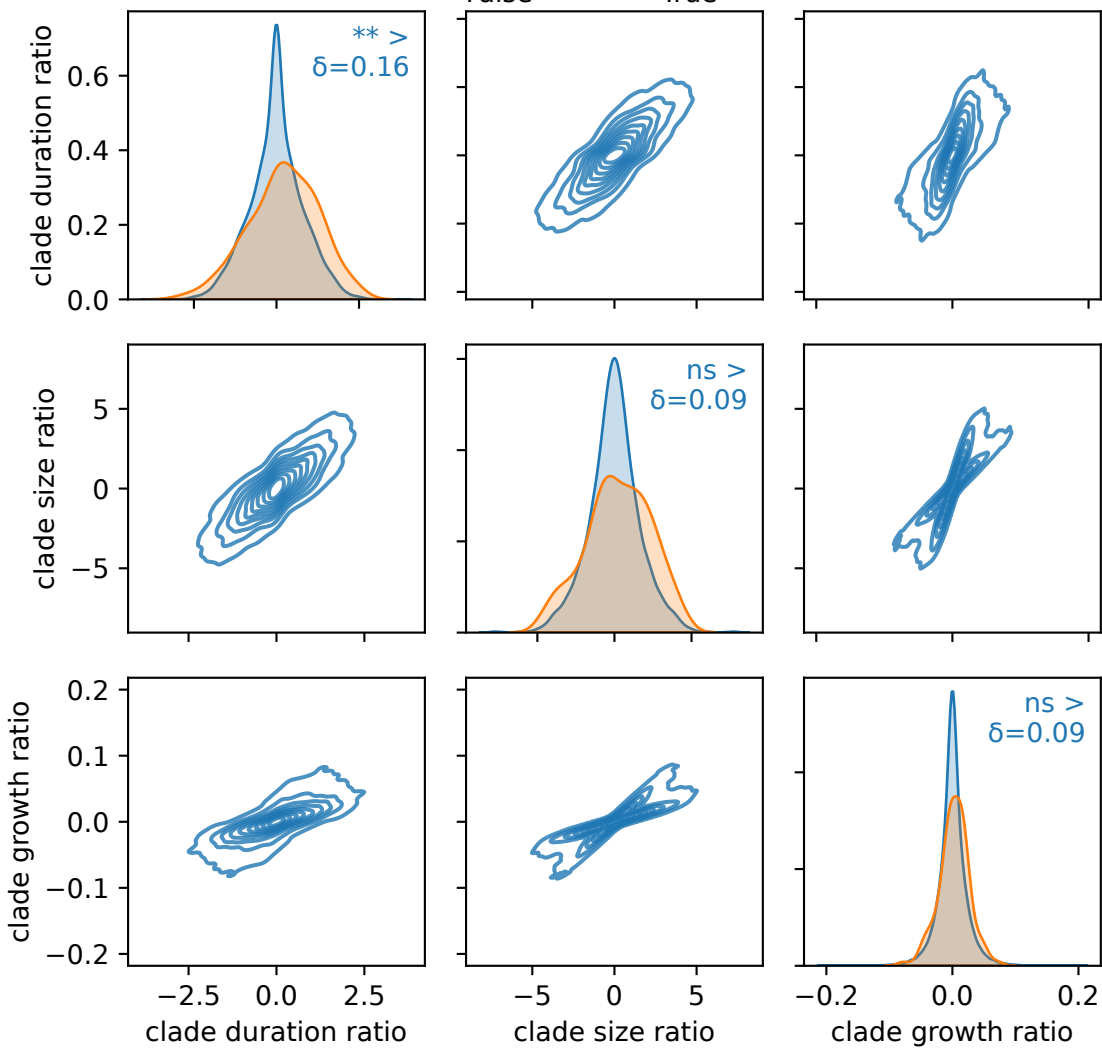 True
clade duration ratio
0.6
0.4
0.2
0.0
** >
δ=0.16
clade size ratio
5
0
−5
ns >
δ=0.09
clade growth ratio
0.2
0.1
0.0
−0.1
−0.2
ns >
δ=0.09
−2.5 0.0 2.5
clade duration ratio
−5 0 5
clade size ratio
−0.2 0.0 0.2
clade growth ratio